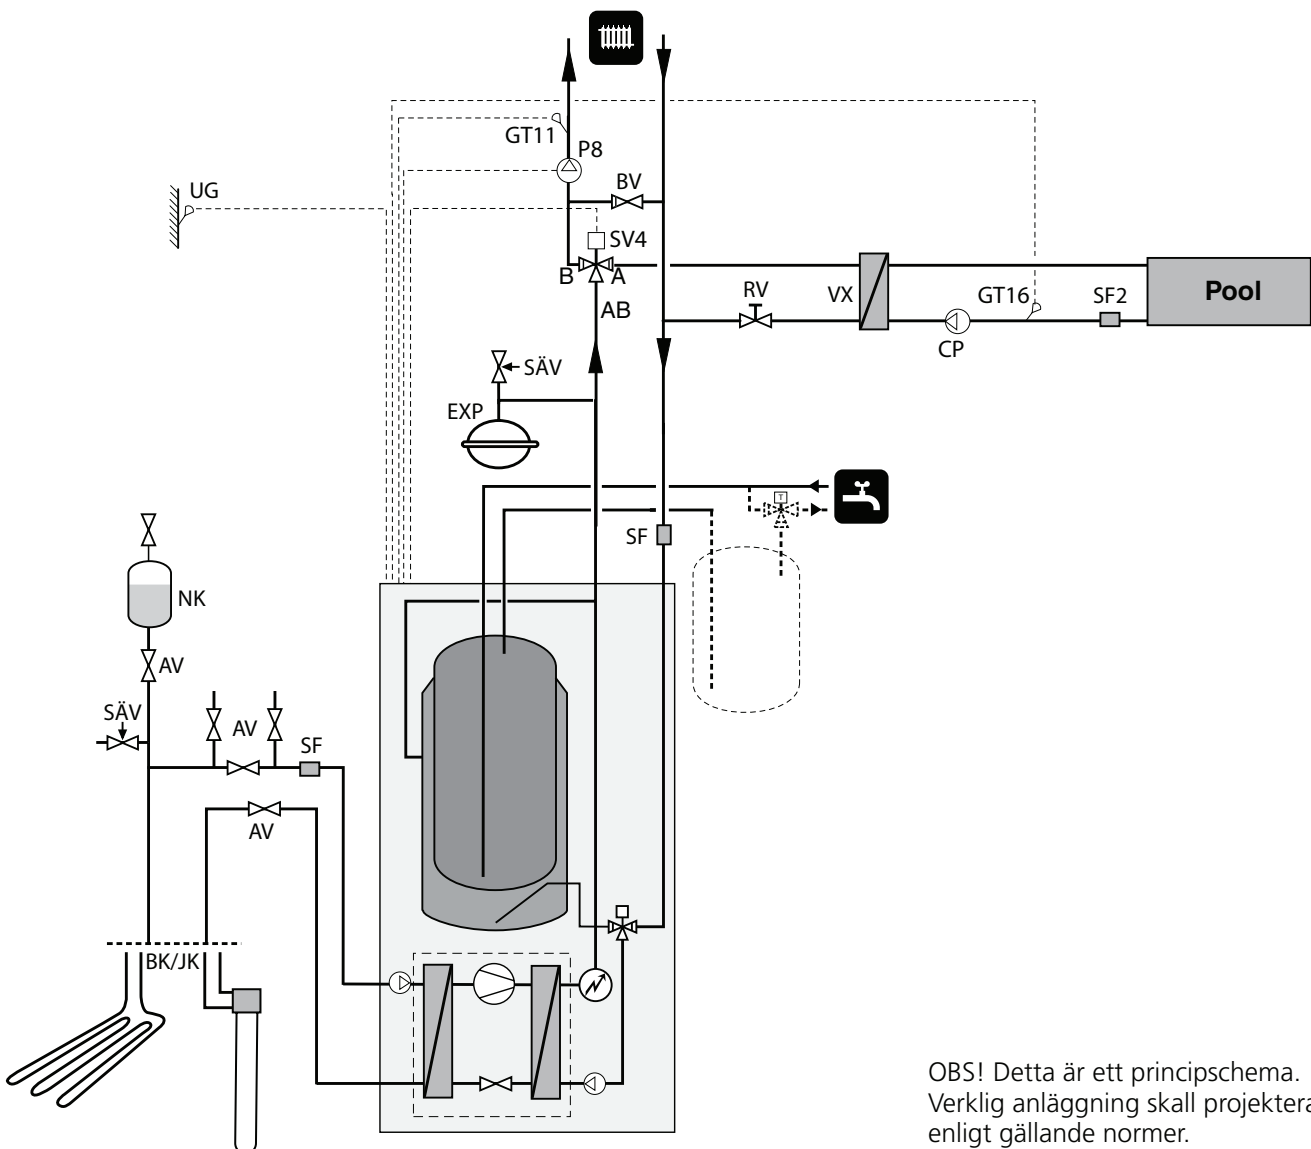 GT11
P8
UG
BV
SV4
B
A
AB
RV
VX
GT16
SF2
Pool
CP
SÄV
EXP
T
SF
NK
AV
SÄV
AV
SF
AV
BK/JK
OBS! Detta är ett principschema.
Verklig anläggning skall projektera
enligt gällande normer.